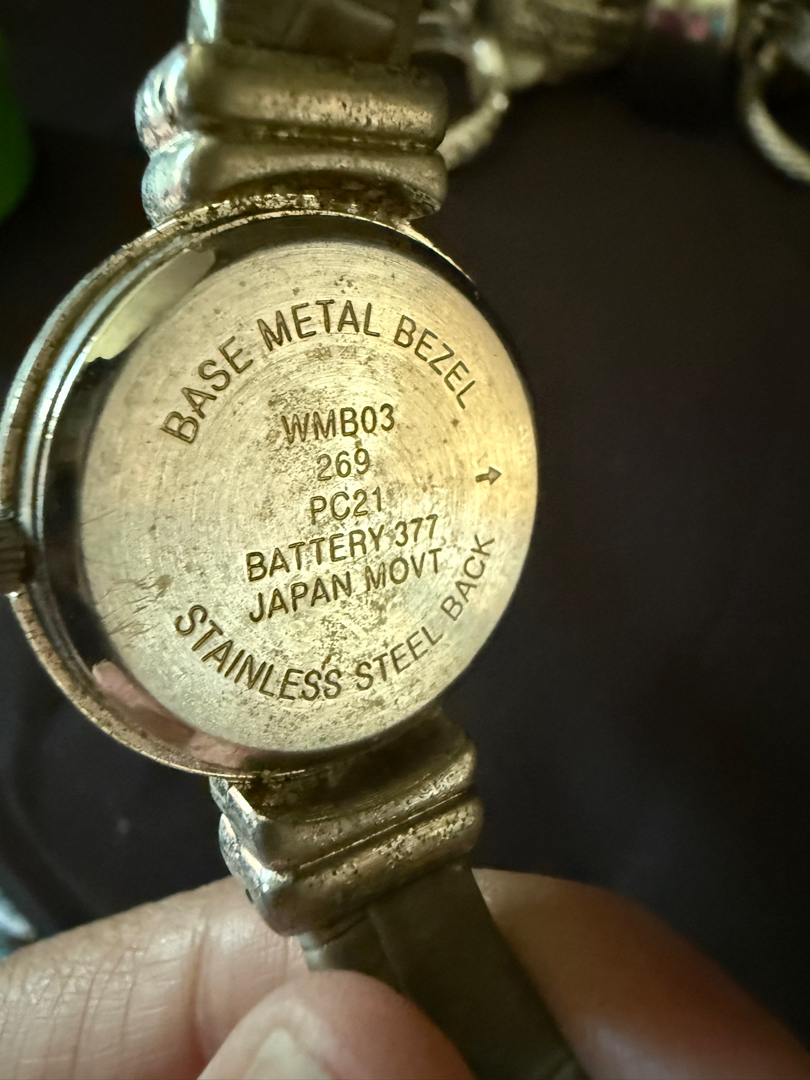 BASE METAL BEZEL
WMB03
269
PC21
BATTERY 377
JAPAN MOVT
STAINLESS STEEL BACK